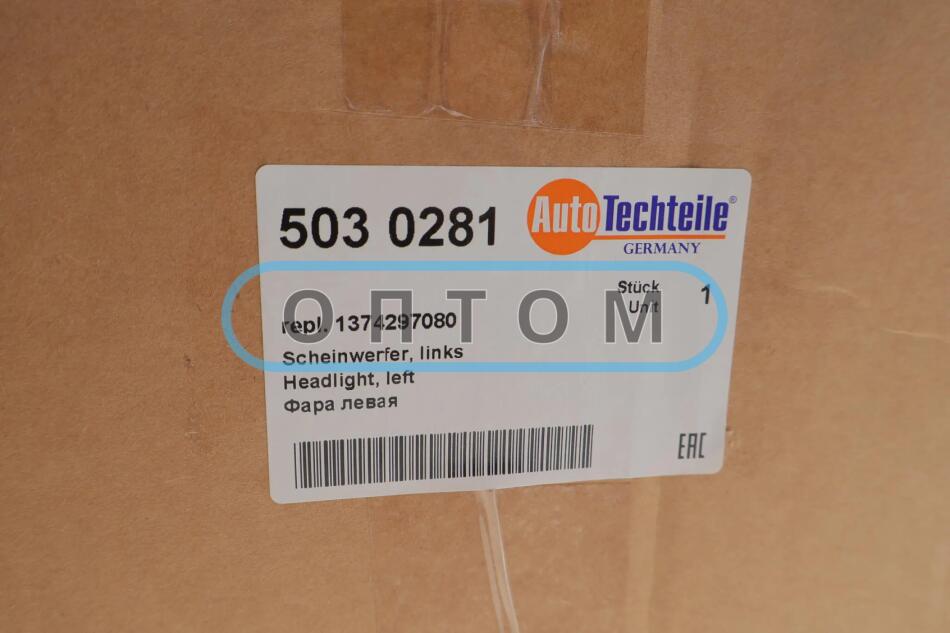 503 0281
AutoTechteile®
GERMANY
Stück 1
Unit
ОПТОМ
repl. 1374297080
Scheinwerfer, links
Headlight, left
Фара левая
EAC